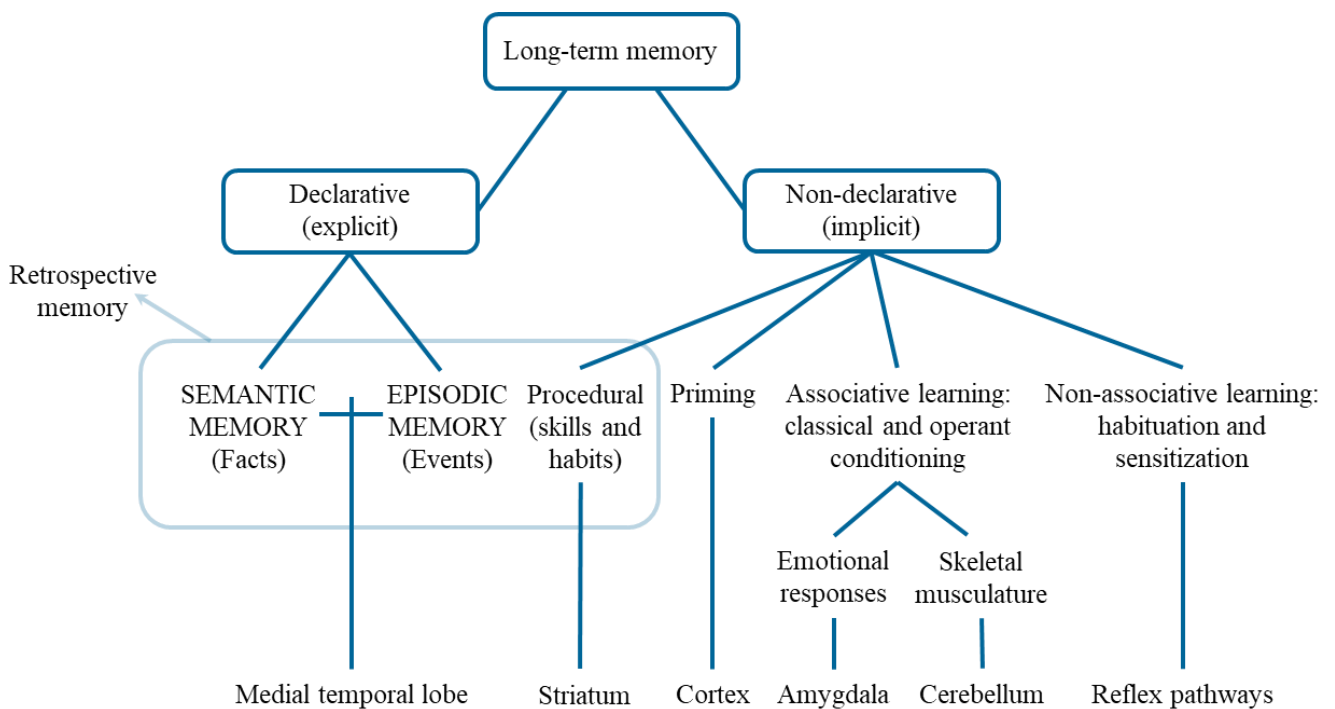 Long-term memory
Declarative
(explicit)
Non-declarative
(implicit)
Retrospective
memory
SEMANTIC
MEMORY
(Facts)
EPISODIC
MEMORY
(Events)
Procedural
(skills and
habits)
Priming
Associative learning:
classical and operant
conditioning
Non-associative learning:
habituation and
sensitization
Emotional
responses
Skeletal
musculature
Medial temporal lobe
Striatum
Cortex
Amygdala
Cerebellum
Reflex pathways